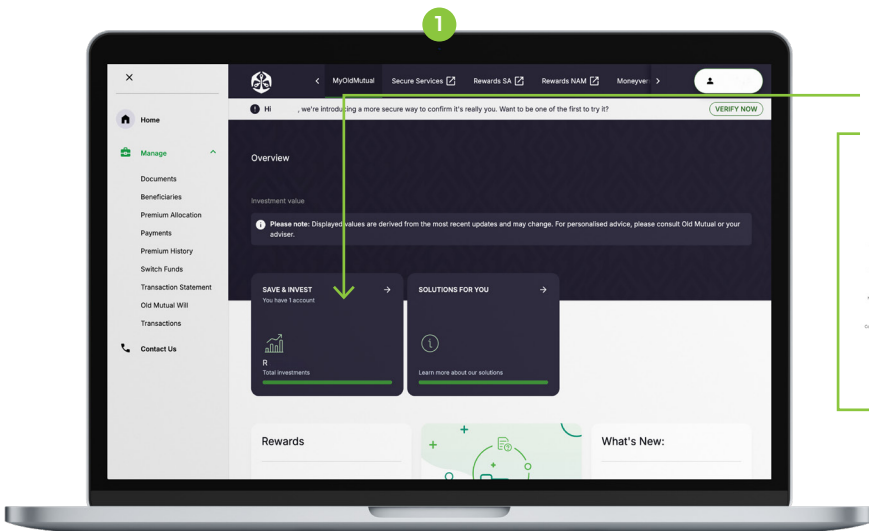 1
MyOldMutual Secure Services Rewards SA Rewards NAM Moneyver
Hi , we're introducing a more secure way to confirm it's really you. Want to be one of the first to try it? VERIFY NOW
Home
Manage
Documents
Beneficiaries
Premium Allocation
Payments
Premium History
Switch Funds
Transaction Statement
Old Mutual Will
Transactions
Contact Us
Overview
Investment value
Please note: Displayed values are derived from the most recent updates and may change. For personalised advice, please consult Old Mutual or your
adviser.
SAVE & INVEST
You have 1 account
R
Total investments
SOLUTIONS FOR YOU
Learn more about our solutions
Rewards
What's New: